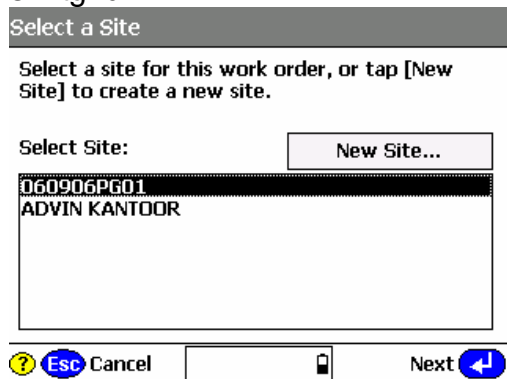 Select a Site
Select a site for this work order, or tap [New
Site] to create a new site.
Select Site:
New Site...
060906PG01
ADVIN KANTOOR
? Esc Cancel
Next